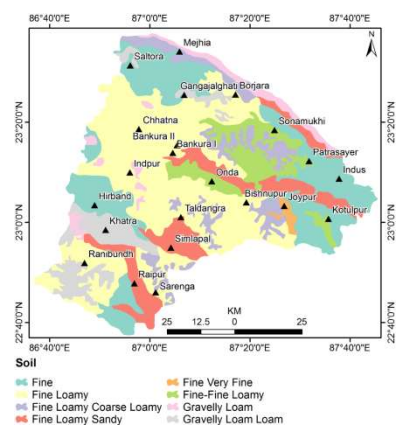 86°40'0"E 87°0'0"E 87°20'0"E 87°40'0"E
N
Mejhia
Saltora
Gangajalghati Borjara
23°20'0"N
Chhatna
Sonamukhi
Bankura II
Bankura I
Patrasayer
Indpur
Onda
Indus
Hirband
Bishnupur
Joypur
Khatra
Taldangra
Kotulpur
23°0'0"N
Simlapal
Ranibundh
Raipur
Sarenga
KM
25 12.5 0 25
22°40'0"N
86°40'0"E 87°0'0"E 87°20'0"E 87°40'0"E
Soil
Fine
Fine Loamy
Fine Loamy Coarse Loamy
Fine Loamy Sandy
Fine Very Fine
Fine-Fine Loamy
Gravelly Loam
Gravelly Loam Loam